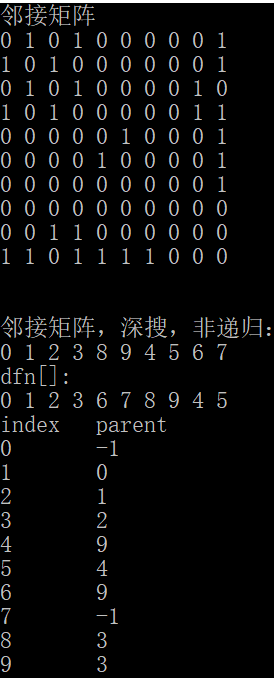 邻接矩阵
0 1 0 1 0 0 0 0 0 1
1 0 1 0 0 0 0 0 0 1
0 1 0 1 0 0 0 0 1 0
1 0 1 0 0 0 0 0 1 1
0 0 0 0 0 1 0 0 0 1
0 0 0 0 1 0 0 0 0 1
0 0 0 0 0 0 0 0 0 1
0 0 0 0 0 0 0 0 0 0
0 0 1 1 0 0 0 0 0 0
1 1 0 1 1 1 1 0 0 0
邻接矩阵，深搜，非递归:
0 1 2 3 8 9 4 5 6 7
dfn[]:
0 1 2 3 6 7 8 9 4 5
index parent
0 -1
1 0
2 1
3 2
4 9
5 4
6 9
7 -1
8 3
9 3